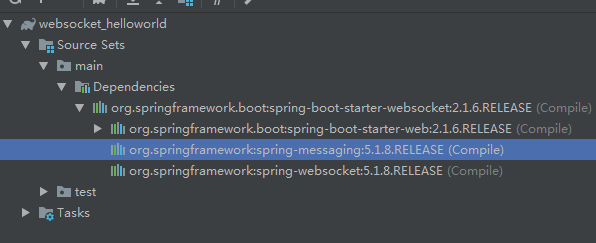 websocket_helloworld
Source Sets
main
Dependencies
org.springframework.boot:spring-boot-starter-websocket:2.1.6.RELEASE (Compile)
org.springframework.boot:spring-boot-starter-web:2.1.6.RELEASE (Compile)
org.springframework:spring-messaging:5.1.8.RELEASE (Compile)
org.springframework:spring-websocket:5.1.8.RELEASE (Compile)
test
Tasks